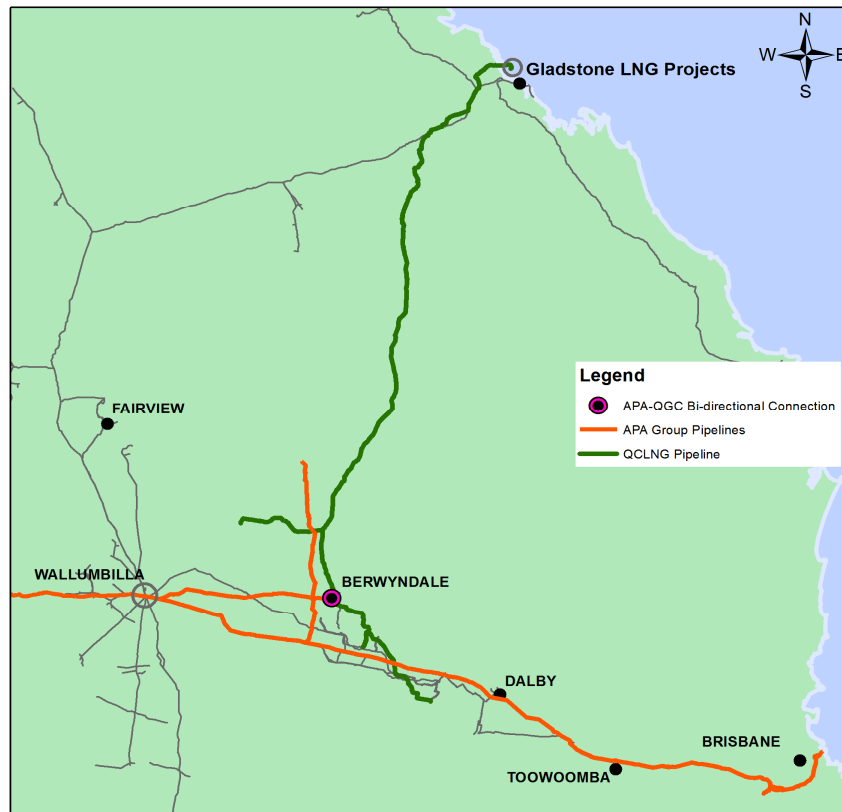 N
W E
S
Gladstone LNG Projects
Legend
APA-QGC Bi-directional Connection
APA Group Pipelines
QCLNG Pipeline
FAIRVIEW
WALLUMBILLA
BERWYNDALE
DALBY
BRISBANE
TOOWOOMBA